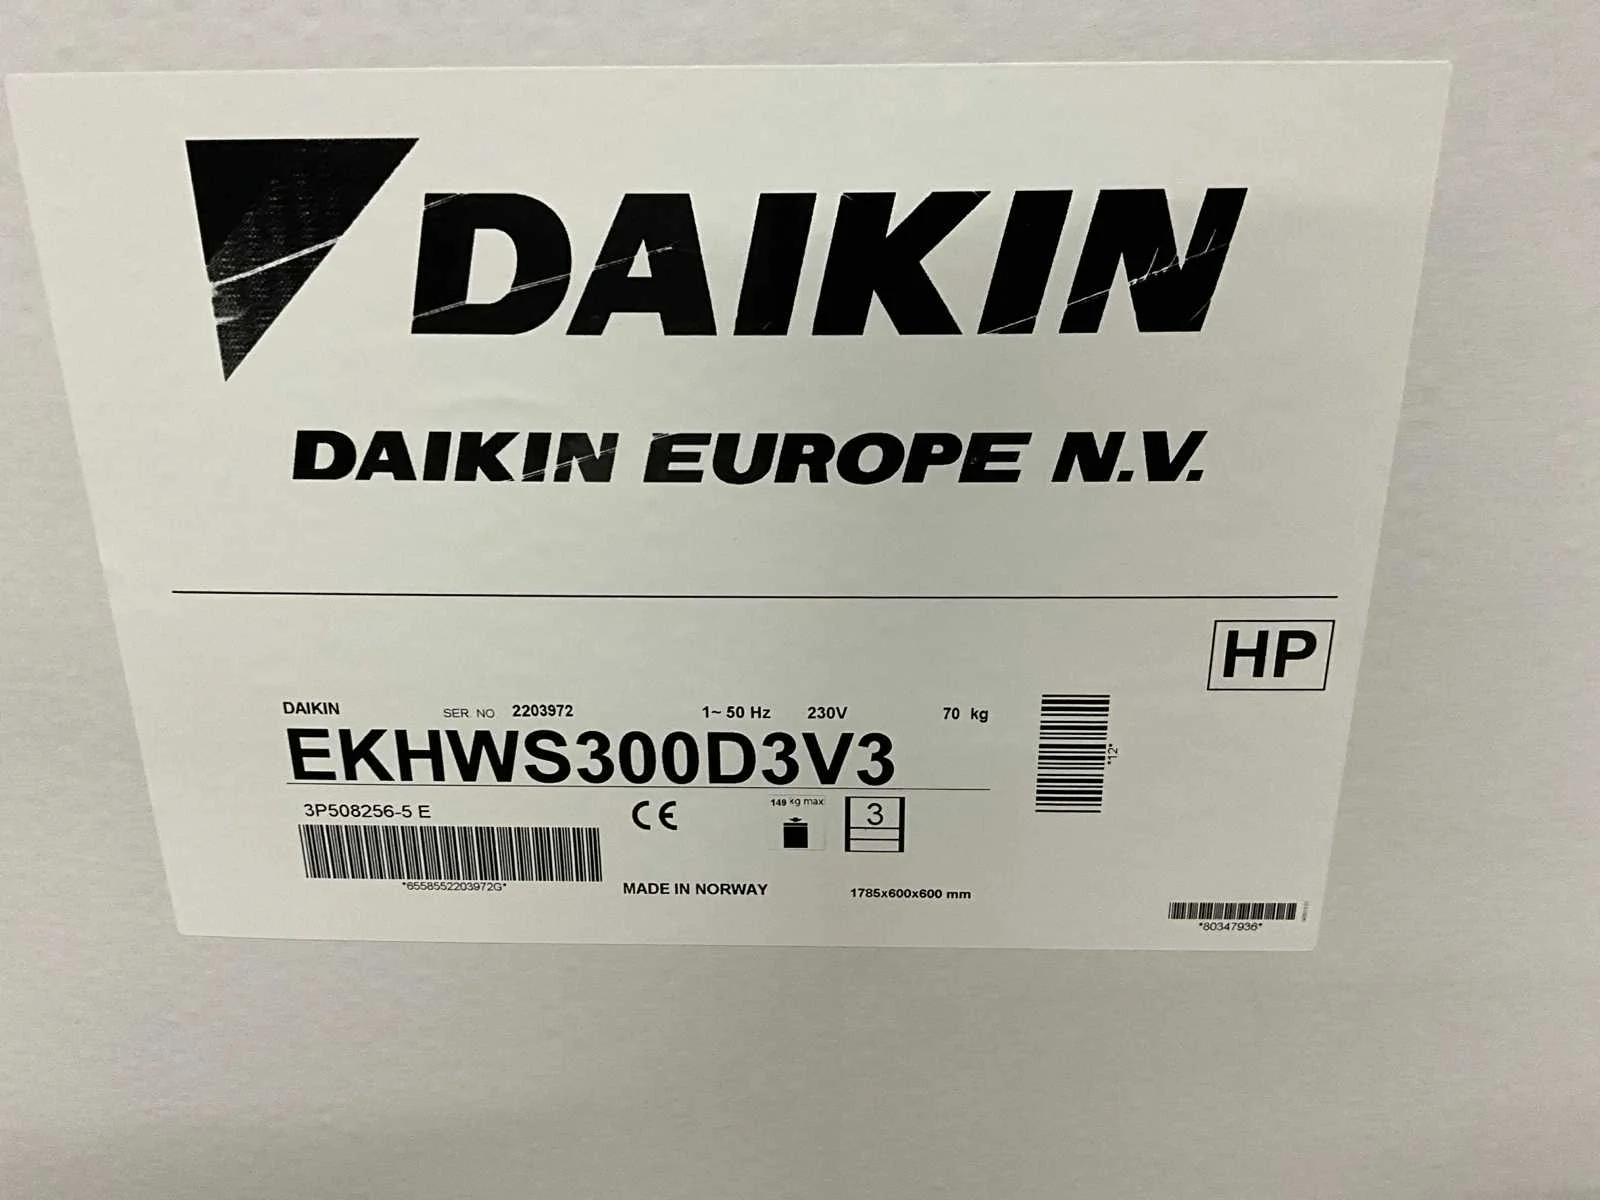 DAIKIN
DAIKIN EUROPE N.V.
HP
DAIKIN SER. NO 2203972 1~ 50 Hz 230V 70 kg
EKHWS300D3V3
*12*
3P508256-5 E
CE
149 kg max
3
*6558552203972G*
MADE IN NORWAY
1785x600x600 mm
*80347936*